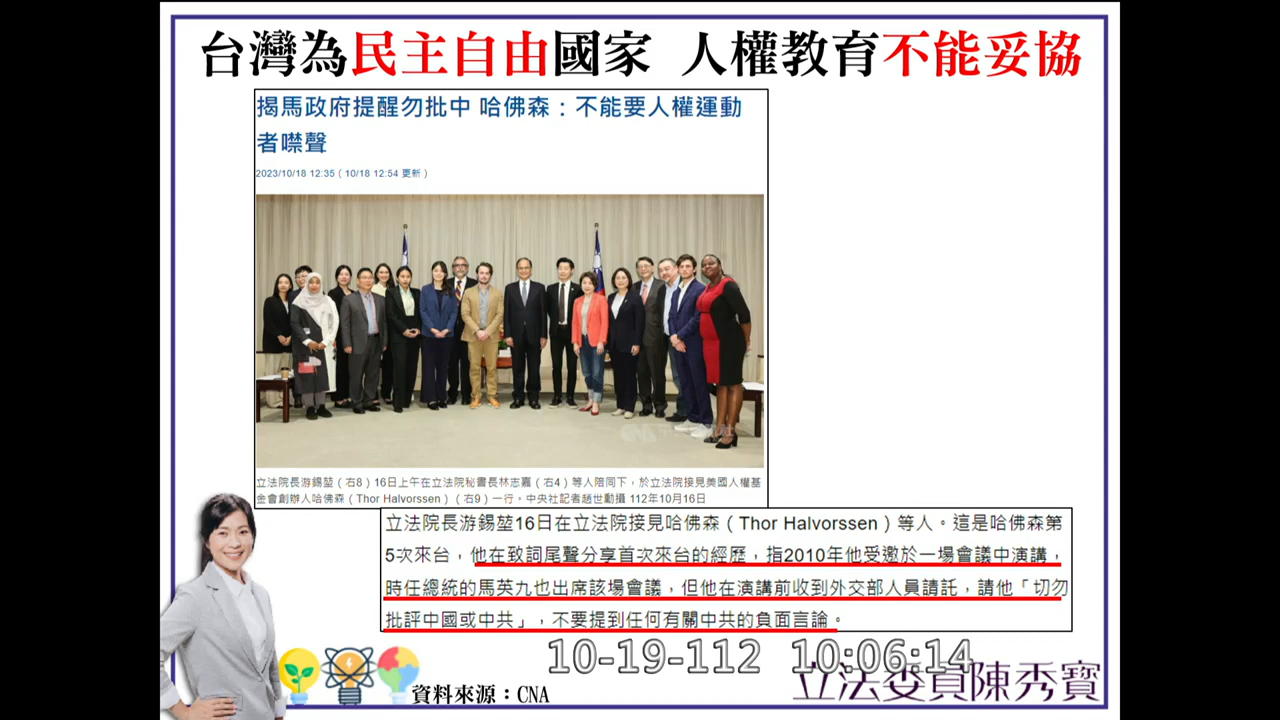 台灣為民主自由國家 人權教育不能妥協
揭馬政府提醒勿批中 哈佛森：不能要人權運動
者噤聲
2023/10/18 12:35（10/18 12:54 更新）
立法院長游錫堃（右8）16日上午在立法院秘書長林志嘉（右4）等人陪同下，於立法院接見美國人權基
金會創辦人哈佛森（Thor Halvorssen）（右9）一行。中央社記者趙世勳攝 112年10月16日
立法院長游錫堃16日在立法院接見哈佛森（Thor Halvorssen）等人。這是哈佛森第
5次來台，他在致詞尾聲分享首次來台的經歷，指2010年他受邀於一場會議中演講，
時任總統的馬英九也出席該場會議，但他在演講前收到外交部人員請託，請他「切勿
批評中國或中共」，不要提到任何有關中共的負面言論。
10-19-112 10:06:14
資料來源：CNA
立法委員陳秀寳